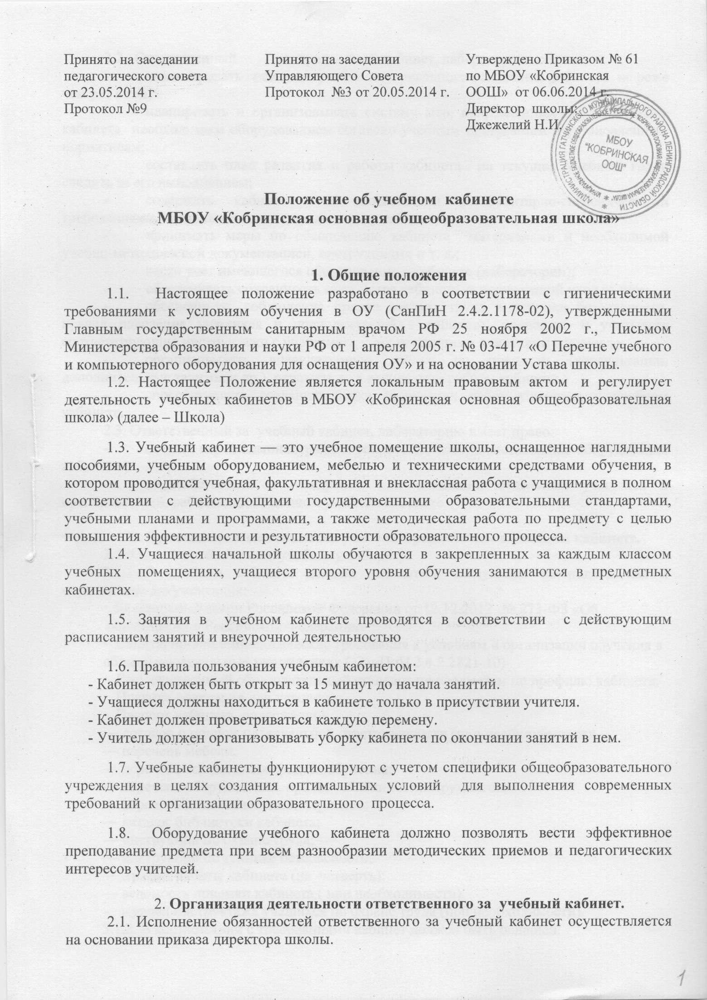 Принято на заседании
педагогического совета
от 23.05.2014 г.
Протокол №9
Принято на заседании
Управляющего Совета
Протокол №3 от 20.05.2014 г.
Утверждено Приказом № 61
по МБОУ «Кобринская
ООШ» от 06.06.2014 г.
Директор школы:
Джежелий Н.И.
АДМИНИСТРАЦИЯ ГАТЧИНСКОГО МУНИЦИПАЛЬНОГО РАЙОНА ЛЕНИНГРАДСКОЙ ОБЛАСТИ
МУНИЦИПАЛЬНОЕ БЮДЖЕТНОЕ ОБЩЕОБРАЗОВАТЕЛЬНОЕ УЧРЕЖДЕНИЕ "КОБРИНСКАЯ ОСНОВНАЯ ОБЩЕОБРАЗОВАТЕЛЬНАЯ ШКОЛА"
МБОУ
"КОБРИНСКАЯ
ООШ"
Положение об учебном кабинете
МБОУ «Кобринская основная общеобразовательная школа»
1. Общие положения
1.1. Настоящее положение разработано в соответствии с гигиеническими
требованиями к условиям обучения в ОУ (СанПиН 2.4.2.1178-02), утвержденными
Главным государственным санитарным врачом РФ 25 ноября 2002 г., Письмом
Министерства образования и науки РФ от 1 апреля 2005 г. № 03-417 «О Перечне учебного
и компьютерного оборудования для оснащения ОУ» и на основании Устава школы.
1.2. Настоящее Положение является локальным правовым актом и регулирует
деятельность учебных кабинетов в МБОУ «Кобринская основная общеобразовательная
школа» (далее – Школа)
1.3. Учебный кабинет — это учебное помещение школы, оснащенное наглядными
пособиями, учебным оборудованием, мебелью и техническими средствами обучения, в
котором проводится учебная, факультативная и внеклассная работа с учащимися в полном
соответствии с действующими государственными образовательными стандартами,
учебными планами и программами, а также методическая работа по предмету с целью
повышения эффективности и результативности образовательного процесса.
1.4. Учащиеся начальной школы обучаются в закрепленных за каждым классом
учебных помещениях, учащиеся второго уровня обучения занимаются в предметных
кабинетах.
1.5. Занятия в учебном кабинете проводятся в соответствии с действующим
расписанием занятий и внеурочной деятельностью
1.6. Правила пользования учебным кабинетом:
- Кабинет должен быть открыт за 15 минут до начала занятий.
- Учащиеся должны находиться в кабинете только в присутствии учителя.
- Кабинет должен проветриваться каждую перемену.
- Учитель должен организовывать уборку кабинета по окончании занятий в нем.
1.7. Учебные кабинеты функционируют с учетом специфики общеобразовательного
учреждения в целях создания оптимальных условий для выполнения современных
требований к организации образовательного процесса.
1.8. Оборудование учебного кабинета должно позволять вести эффективное
преподавание предмета при всем разнообразии методических приемов и педагогических
интересов учителей.
2. Организация деятельности ответственного за учебный кабинет.
2.1. Исполнение обязанностей ответственного за учебный кабинет осуществляется
на основании приказа директора школы.
1